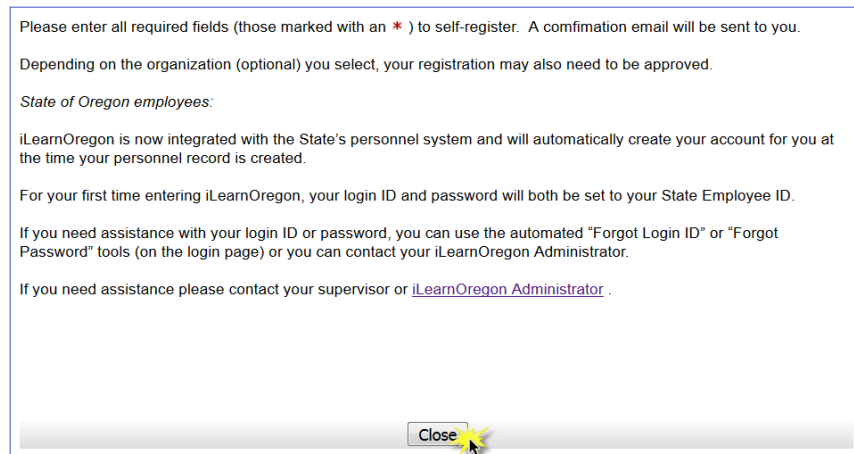 Please enter all required fields (those marked with an * ) to self-register.  A comfimation email will be sent to you.
Depending on the organization (optional) you select, your registration may also need to be approved.
State of Oregon employees:
iLearnOregon is now integrated with the State’s personnel system and will automatically create your account for you at
the time your personnel record is created.
For your first time entering iLearnOregon, your login ID and password will both be set to your State Employee ID.
If you need assistance with your login ID or password, you can use the automated “Forgot Login ID” or “Forgot
Password” tools (on the login page) or you can contact your iLearnOregon Administrator.
If you need assistance please contact your supervisor or iLearnOregon Administrator .
Close